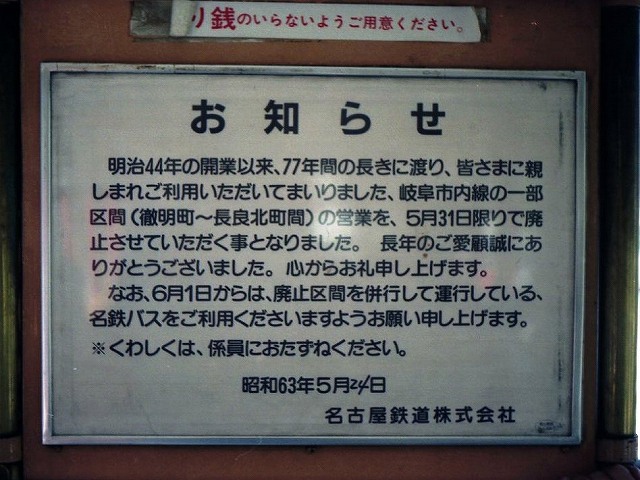 り銭のいらないようご用意ください。
お知らせ
明治44年の開業以来、77年間の長きに渡り、皆さまに親
しまれご利用いただいてまいりました、岐阜市内線の一部
区間（徹明町〜長良北町間）の営業を、5月31日限りで廃
止させていただく事となりました。 長年のご愛顧誠にあ
りがとうございました。心からお礼申し上げます。
なお、6月1日からは、廃止区間を併行して運行している、
名鉄バスをご利用くださいますようお願い申し上げます。
※くわしくは、係員におたずねください。
昭和63年5月24日
名古屋鉄道株式会社